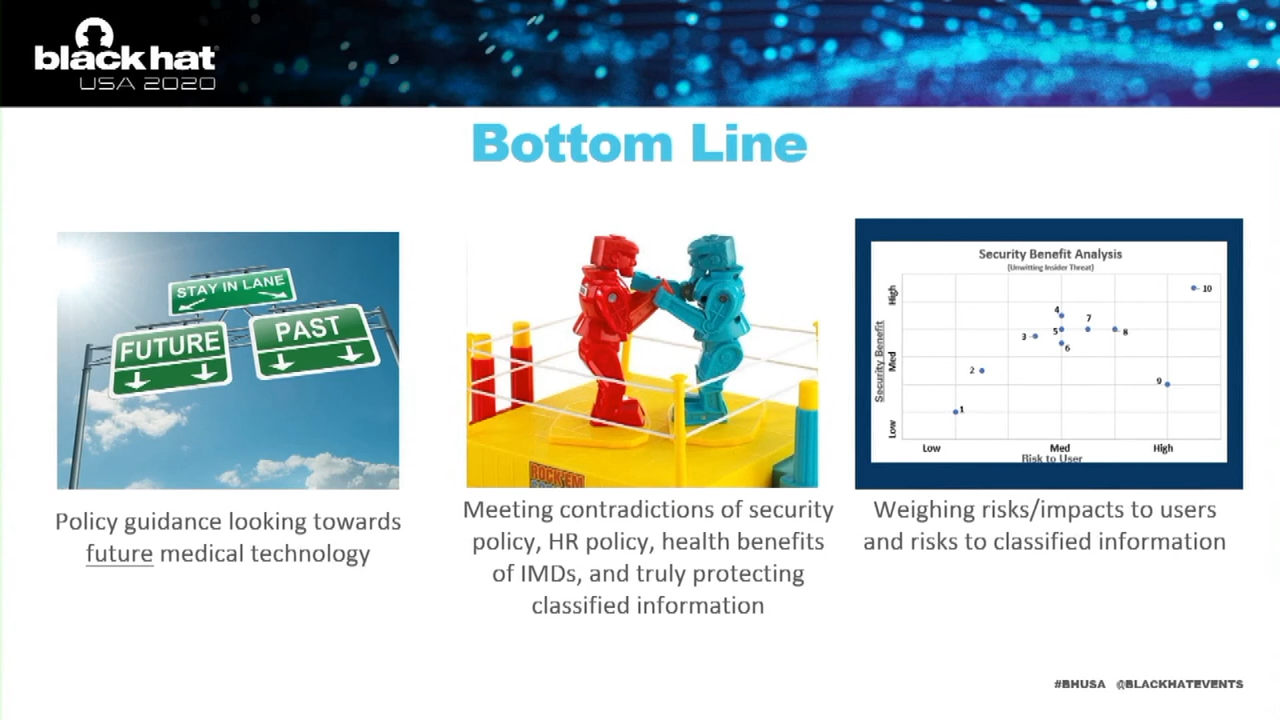 black hat
USA 2020
Bottom Line
STAY IN LANE
FUTURE
PAST
Policy guidance looking towards
future medical technology
ROCK'EM
Meeting contradictions of security
policy, HR policy, health benefits
of IMDs, and truly protecting
classified information
Security Benefit Analysis
(Unwitting Insider Threat)
Security Benefit
High
Med
Low
10
4
7
3
5
8
6
2
9
1
Low
Med
High
Risk to User
Weighing risks/impacts to users
and risks to classified information
#BHUSA @BLACKHATEVENTS